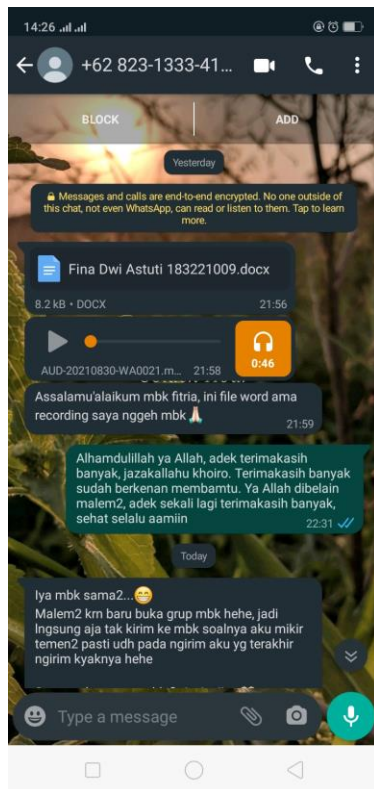 14:26
+62 823-1333-41...
BLOCK
ADD
Yesterday
Messages and calls are end-to-end encrypted. No one outside of
this chat, not even WhatsApp, can read or listen to them. Tap to learn
more.
Fina Dwi Astuti 183221009.docx
8.2 kB • DOCX
21:56
0:46
AUD-20210830-WA0021.m...
21:58
Assalamu'alaikum mbk fitria, ini file word ama
recording saya nggeh mbk🙏🏻
21:59
Alhamdulillah ya Allah, adek terimakasih
banyak, jazakallahu khoiro. Terimakasih banyak
sudah berkenan membamtu. Ya Allah dibelain
malem2, adek sekali lagi terimakasih banyak,
sehat selalu aamiin
22:31
Today
Iya mbk sama2...😁
Malem2 krn baru buka grup mbk hehe, jadi
lngsung aja tak kirim ke mbk soalnya aku mikir
temen2 pasti udh pada ngirim aku yg terakhir
ngirim kyaknya hehe
Type a message